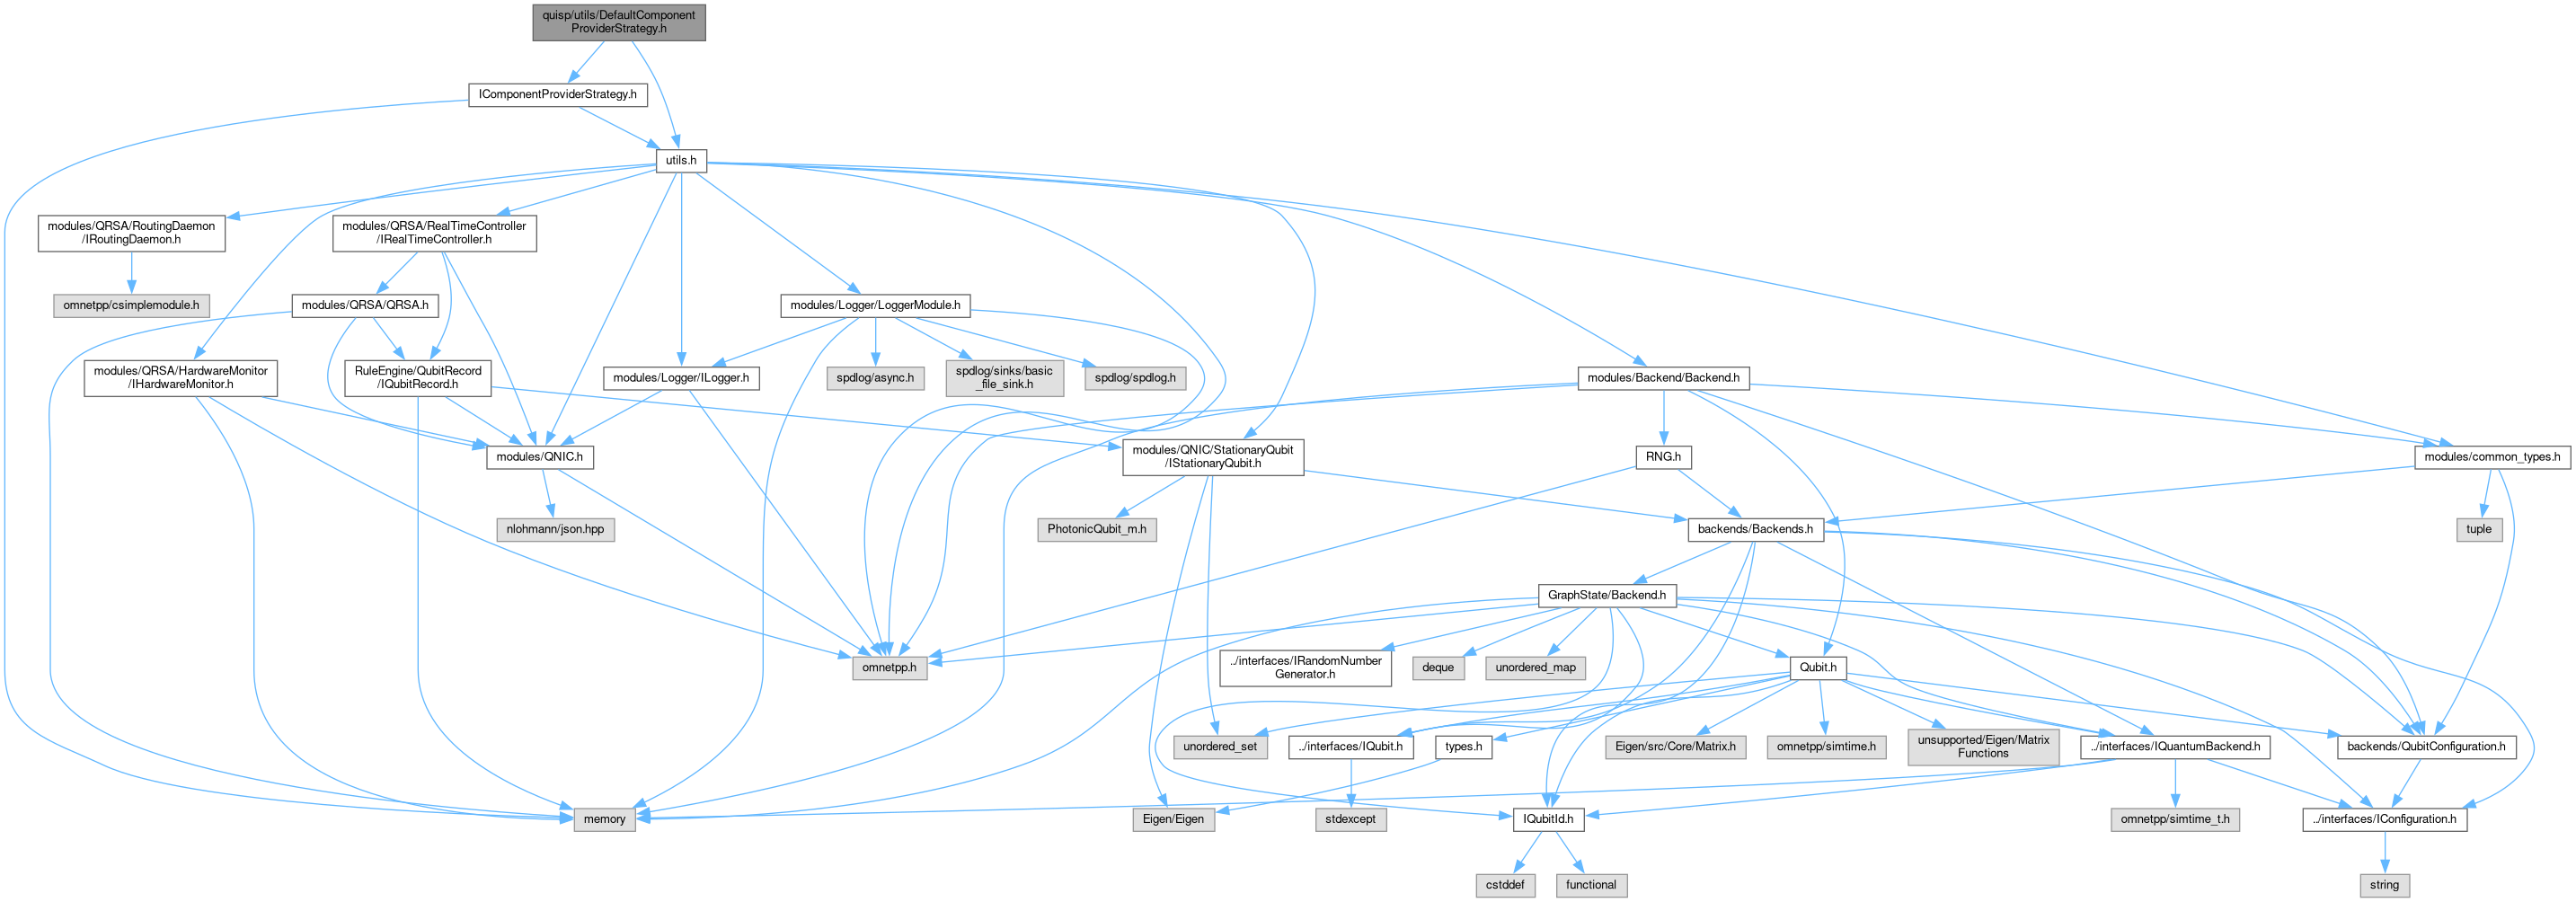 quisp/utils/DefaultComponent
ProviderStrategy.h
IComponentProviderStrategy.h
utils.h
modules/QRSA/RoutingDaemon
/IRoutingDaemon.h
modules/QRSA/RealTimeController
/IRealTimeController.h
omnetpp/csimplemodule.h
modules/QRSA/QRSA.h
modules/Logger/LoggerModule.h
modules/QRSA/HardwareMonitor
/IHardwareMonitor.h
RuleEngine/QubitRecord
/IQubitRecord.h
modules/Logger/ILogger.h
spdlog/async.h
spdlog/sinks/basic
_file_sink.h
spdlog/spdlog.h
modules/Backend/Backend.h
modules/QNIC.h
modules/QNIC/StationaryQubit
/IStationaryQubit.h
RNG.h
modules/common_types.h
nlohmann/json.hpp
PhotonicQubit_m.h
backends/Backends.h
tuple
GraphState/Backend.h
omnetpp.h
../interfaces/IRandomNumber
Generator.h
deque
unordered_map
Qubit.h
unordered_set
../interfaces/IQubit.h
types.h
Eigen/src/Core/Matrix.h
omnetpp/simtime.h
unsupported/Eigen/Matrix
Functions
../interfaces/IQuantumBackend.h
backends/QubitConfiguration.h
memory
Eigen/Eigen
stdexcept
IQubitId.h
omnetpp/simtime_t.h
../interfaces/IConfiguration.h
cstddef
functional
string